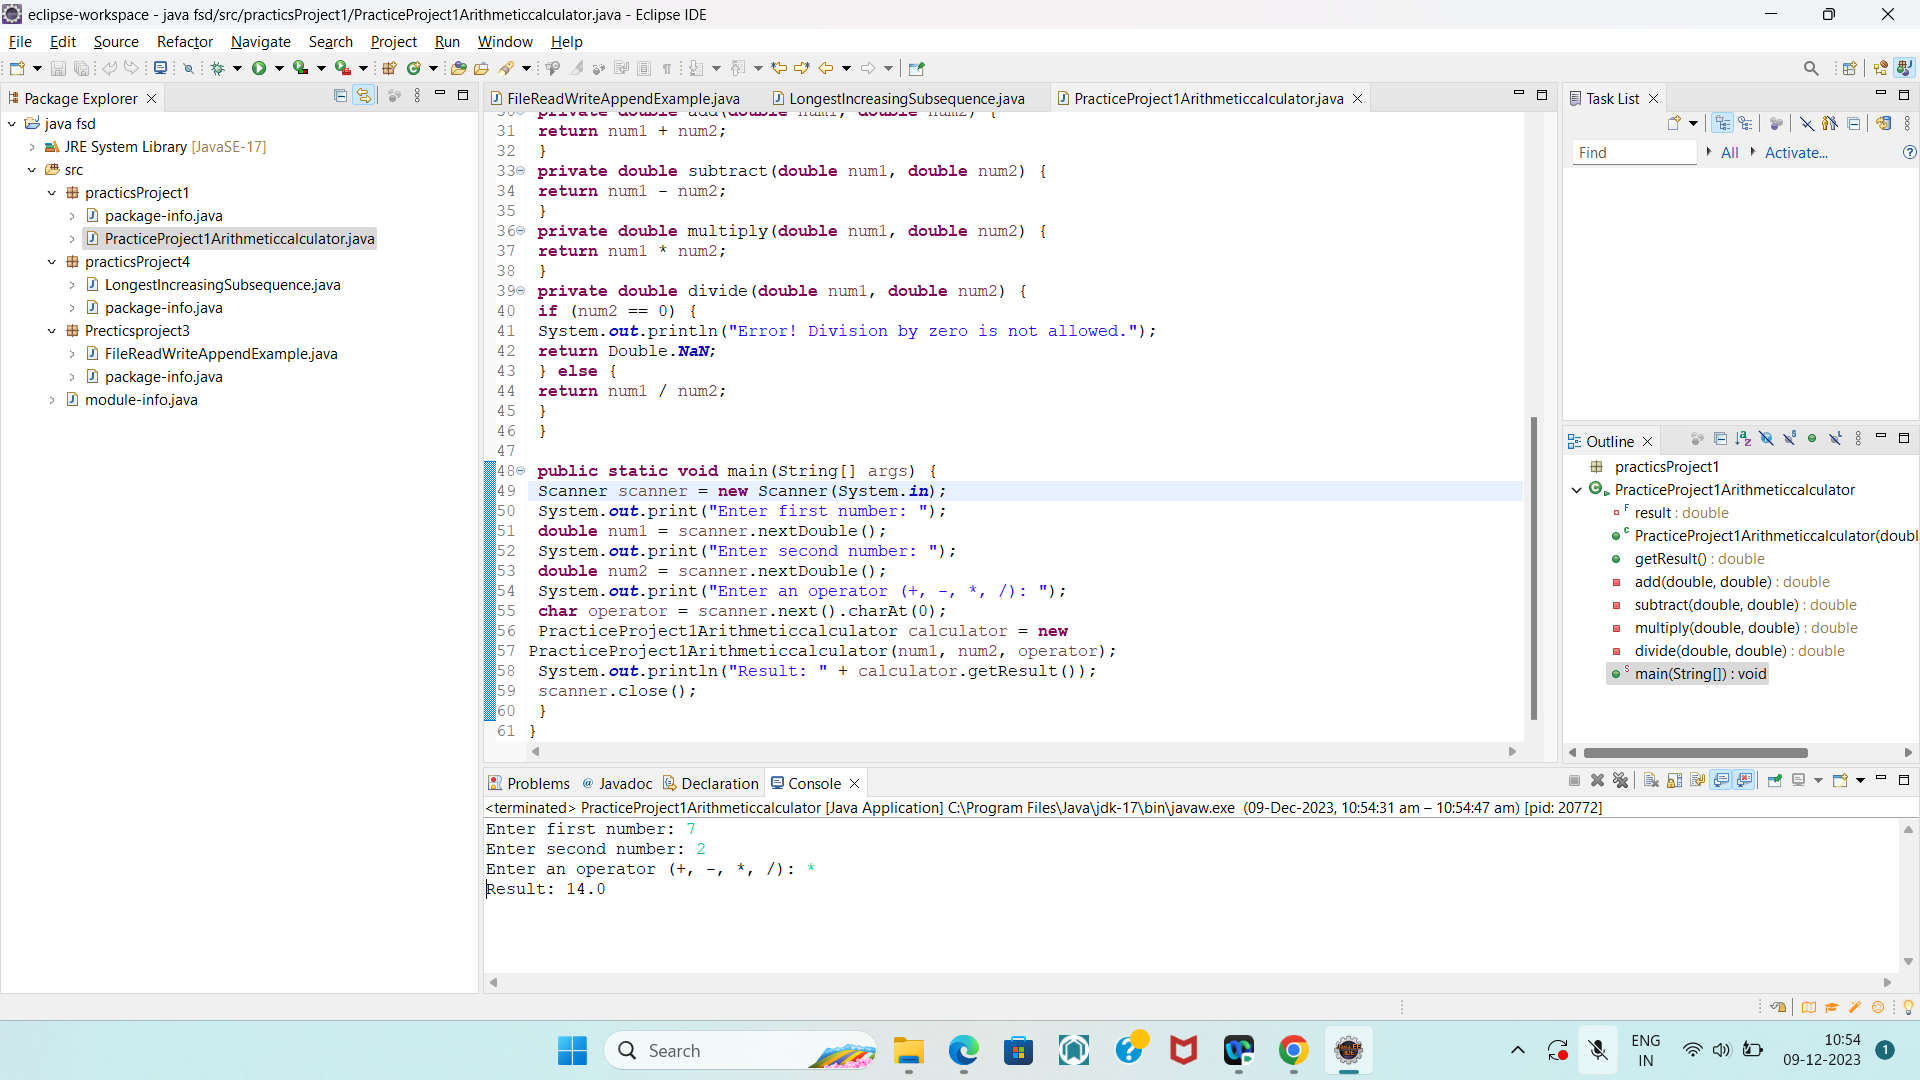 eclipse-workspace - java fsd/src/practicsProject1/PracticeProject1Arithmeticcalculator.java - Eclipse IDE
File Edit Source Refactor Navigate Search Project Run Window Help
Package Explorer
java fsd
JRE System Library [JavaSE-17]
src
practicsProject1
package-info.java
PracticeProject1Arithmeticcalculator.java
practicsProject4
LongestIncreasingSubsequence.java
package-info.java
Precticsproject3
FileReadWriteAppendExample.java
package-info.java
module-info.java
FileReadWriteAppendExample.java LongestIncreasingSubsequence.java PracticeProject1Arithmeticcalculator.java
30 private double add(double num1, double num2) {
31 return num1 + num2;
32 }
33 private double subtract(double num1, double num2) {
34 return num1 - num2;
35 }
36 private double multiply(double num1, double num2) {
37 return num1 * num2;
38 }
39 private double divide(double num1, double num2) {
40 if (num2 == 0) {
41 System.out.println("Error! Division by zero is not allowed.");
42 return Double.NaN;
43 } else {
44 return num1 / num2;
45 }
46 }
47
48 public static void main(String[] args) {
49 Scanner scanner = new Scanner(System.in);
50 System.out.print("Enter first number: ");
51 double num1 = scanner.nextDouble();
52 System.out.print("Enter second number: ");
53 double num2 = scanner.nextDouble();
54 System.out.print("Enter an operator (+, -, *, /): ");
55 char operator = scanner.next().charAt(0);
56 PracticeProject1Arithmeticcalculator calculator = new
57 PracticeProject1Arithmeticcalculator(num1, num2, operator);
58 System.out.println("Result: " + calculator.getResult());
59 scanner.close();
60 }
61 }
Task List
Find All Activate...
Outline
practicsProject1
PracticeProject1Arithmeticcalculator
result : double
PracticeProject1Arithmeticcalculator(doubl
getResult() : double
add(double, double) : double
subtract(double, double) : double
multiply(double, double) : double
divide(double, double) : double
main(String[]) : void
Problems Javadoc Declaration Console
<terminated> PracticeProject1Arithmeticcalculator [Java Application] C:\Program Files\Java\jdk-17\bin\javaw.exe (09-Dec-2023, 10:54:31 am – 10:54:47 am) [pid: 20772]
Enter first number: 7
Enter second number: 2
Enter an operator (+, -, *, /): *
Result: 14.0
Search
ENG
IN
10:54
09-12-2023
1